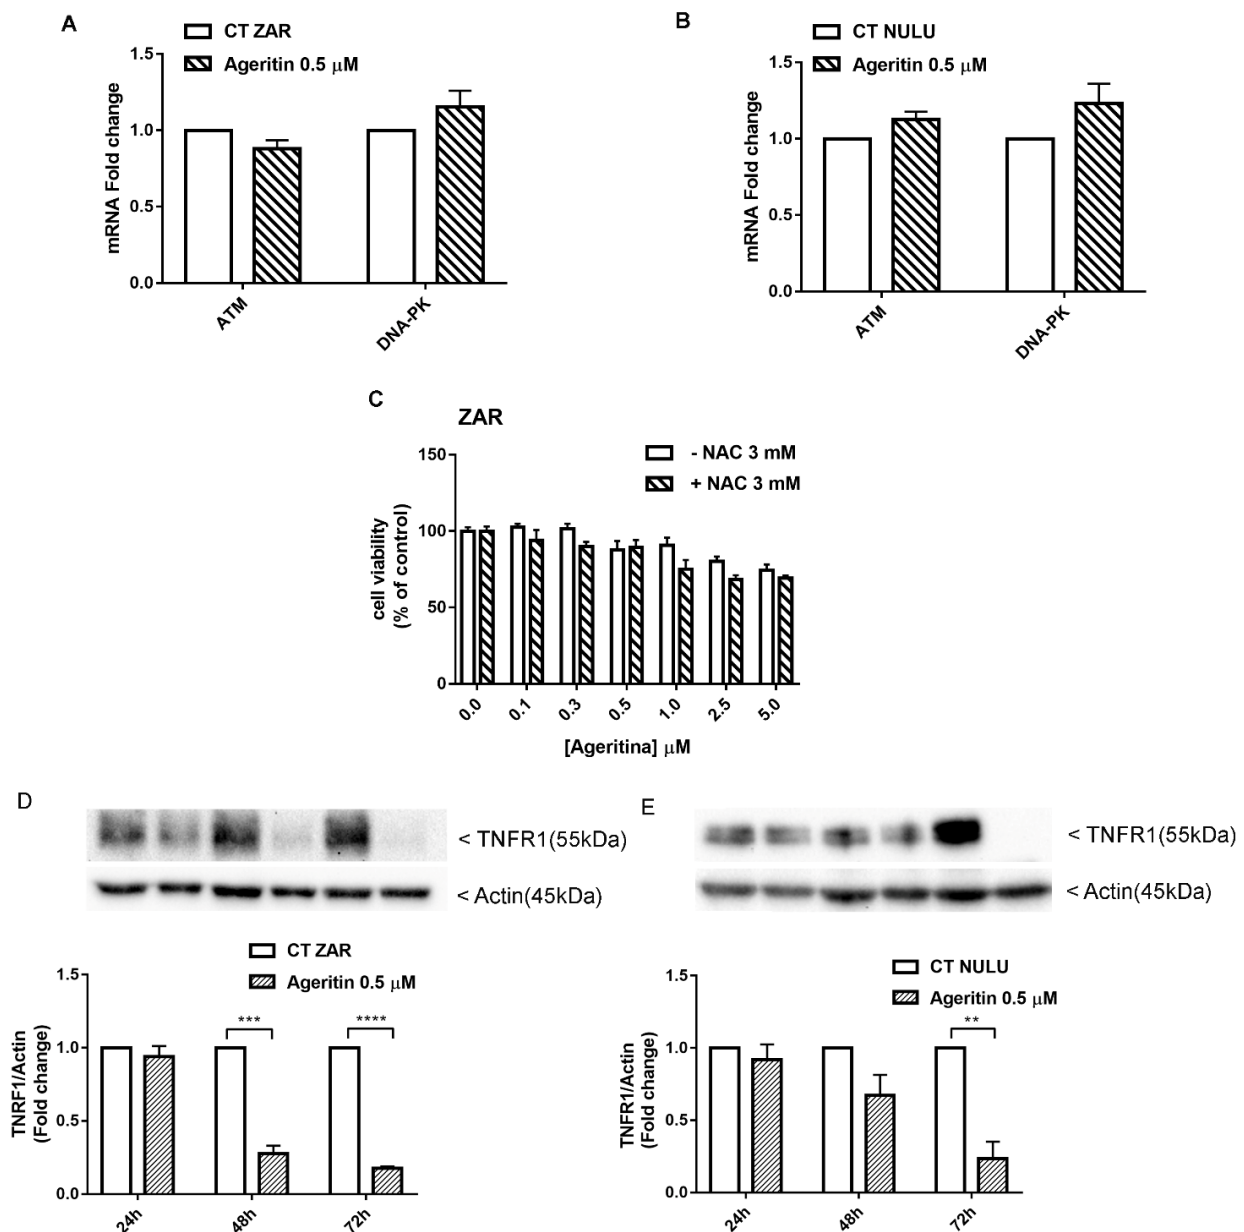 A
CT ZAR
Ageritin 0.5 μM
mRNA Fold change
1.5
1.0
0.5
0.0
ATM
DNA-PK
B
CT NULU
Ageritin 0.5 μM
mRNA Fold change
1.5
1.0
0.5
0.0
ATM
DNA-PK
C
ZAR
- NAC 3 mM
+ NAC 3 mM
cell viability
(% of control)
150
100
50
0
0.0
0.1
0.3
0.5
1.0
2.5
5.0
[Ageritina] μM
D
< TNFR1(55kDa)
< Actin(45kDa)
CT ZAR
Ageritin 0.5 μM
TNRF1/Actin
(Fold change)
1.5
1.0
0.5
0.0
***
****
24h
48h
72h
E
< TNFR1(55kDa)
< Actin(45kDa)
CT NULU
Ageritin 0.5 μM
TNFR1/Actin
(Fold change)
1.5
1.0
0.5
0.0
**
24h
48h
72h